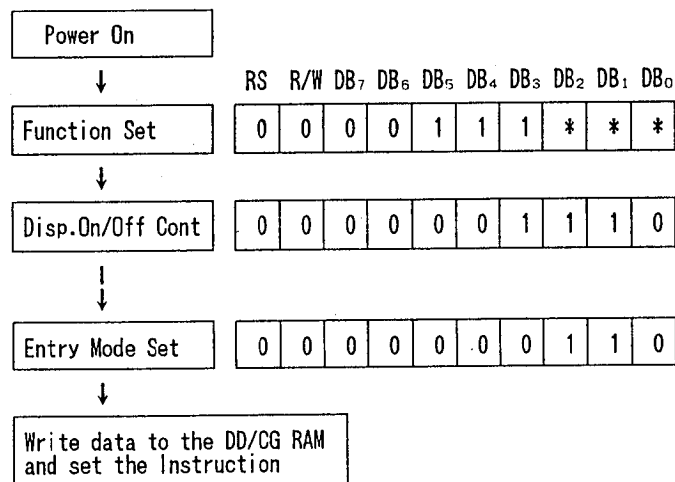 Power On
↓
RS R/W DB₇ DB₆ DB₅ DB₄ DB₃ DB₂ DB₁ DB₀
Function Set 0 0 0 0 1 1 1 * * *
↓
Disp.On/Off Cont 0 0 0 0 0 0 1 1 1 0
↓
Entry Mode Set 0 0 0 0 0 0 0 1 1 0
↓
Write data to the DD/CG RAM
and set the Instruction